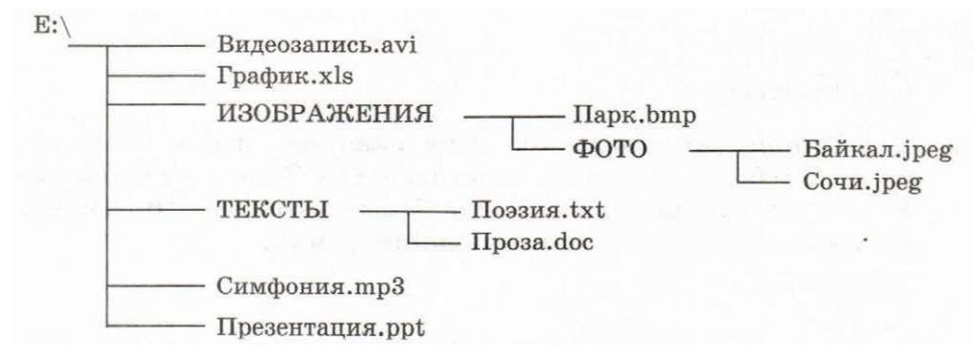 E:\
Видеозапись.avi
График.xls
ИЗОБРАЖЕНИЯ Парк.bmp
ФОТО Байкал.jpeg
Сочи.jpeg
ТЕКСТЫ Поэзия.txt
Проза.doc
Симфония.mp3
Презентация.ppt